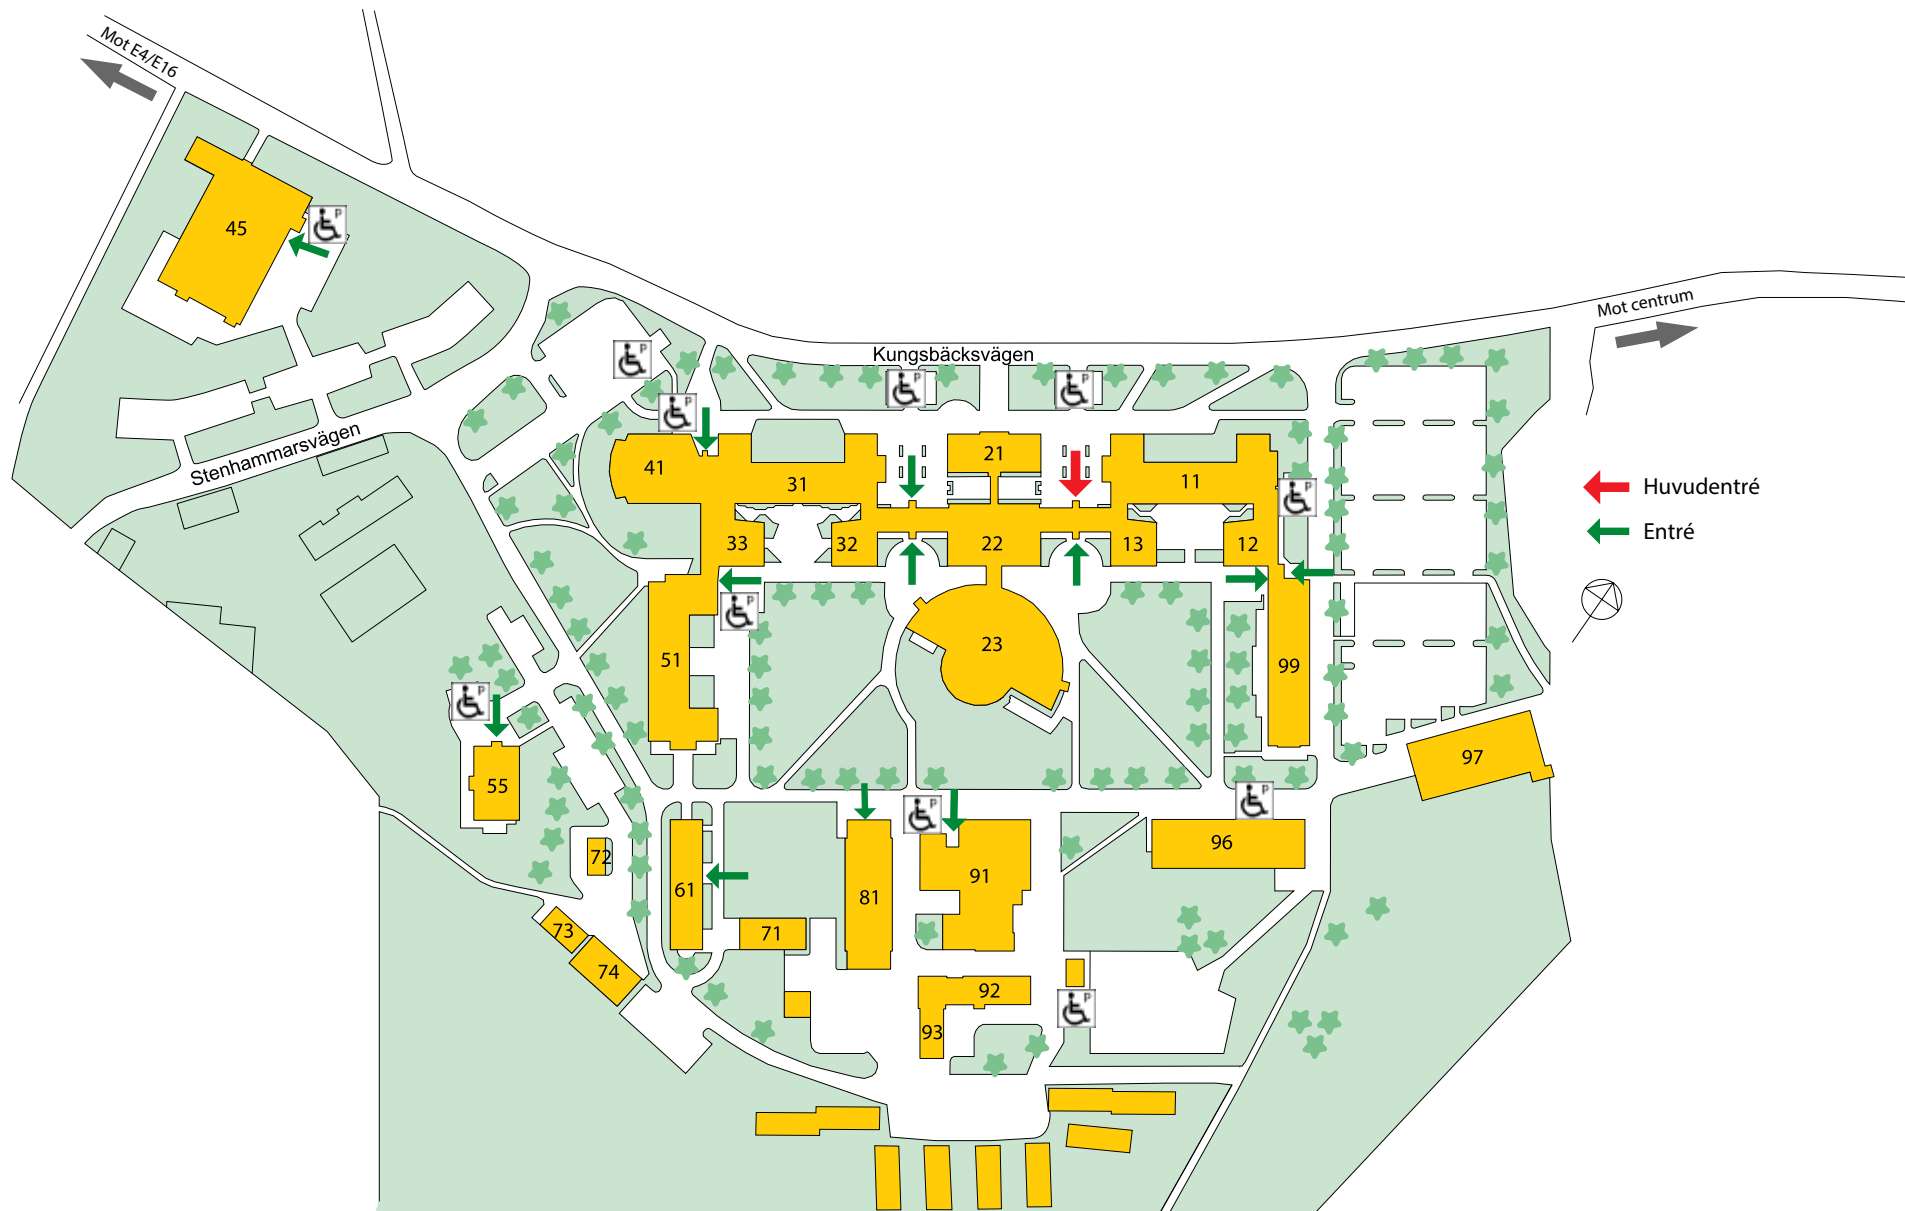 Mot E4/E16
45
Mot centrum
Kungsbäcksvägen
Stenhammarsvägen
P
P
P
P
P
41
31
21
11
P
Huvudentré
Entré
33
32
22
13
12
P
23
51
99
P
55
97
P
P
72
61
81
91
96
73
71
74
92
P
93